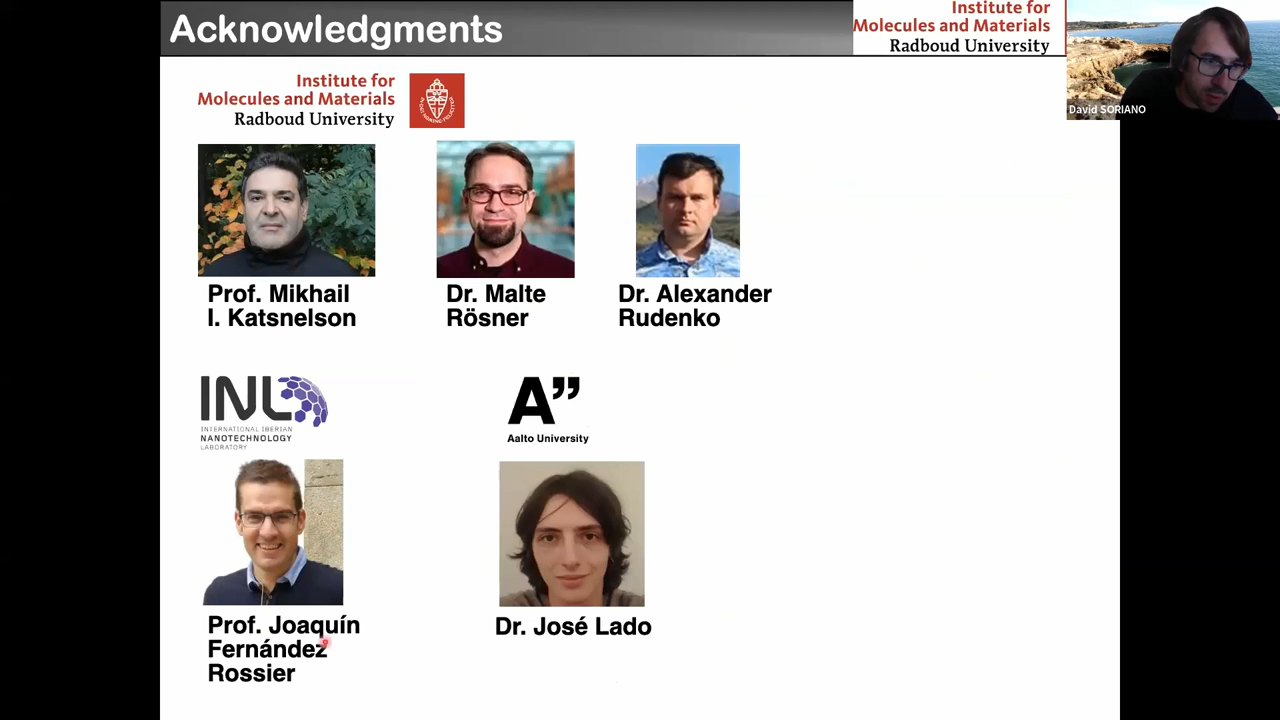 Acknowledgments
Institute for
Molecules and Materials
Radboud University
David SORIANO
Institute for
Molecules and Materials
Radboud University
Prof. Mikhail
I. Katsnelson
Dr. Malte
Rösner
Dr. Alexander
Rudenko
INL
INTERNATIONAL IBERIAN
NANOTECHNOLOGY
LABORATORY
A”
Aalto University
Prof. Joaquín
Fernández
Rossier
Dr. José Lado